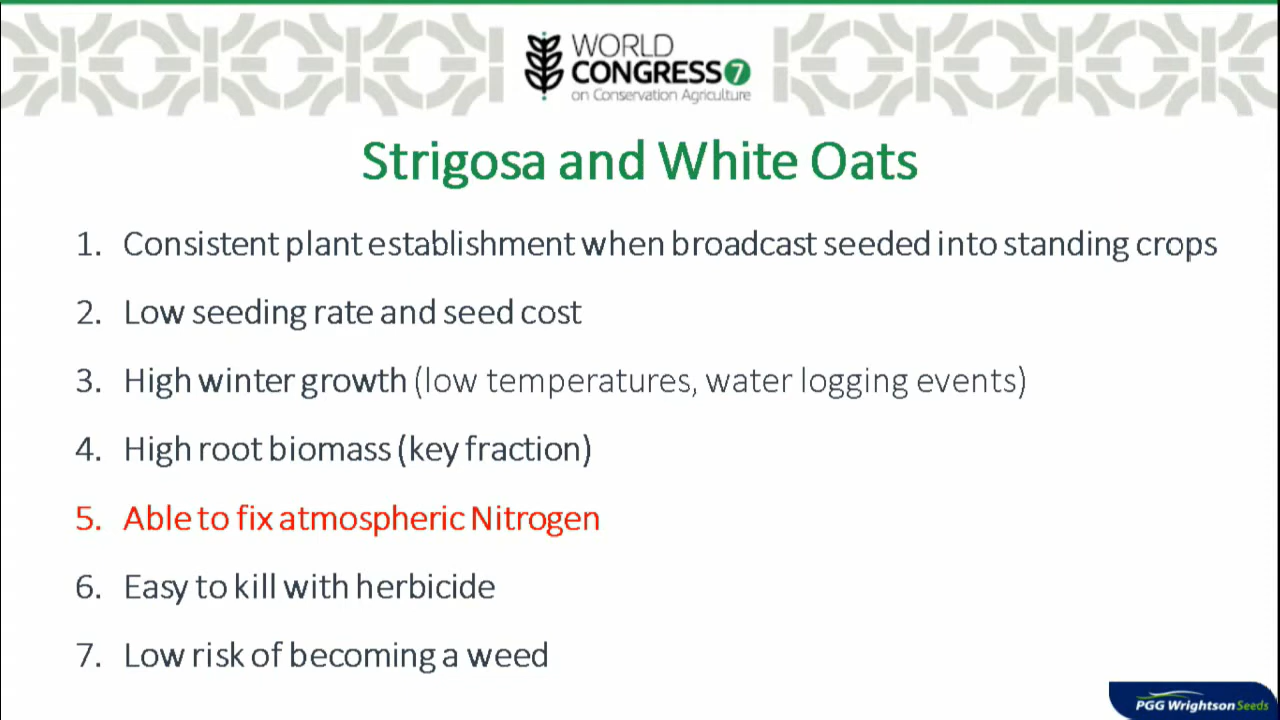 WORLD
CONGRESS 7
on Conservation Agriculture
Strigosa and White Oats
1. Consistent plant establishment when broadcast seeded into standing crops
2. Low seeding rate and seed cost
3. High winter growth (low temperatures, water logging events)
4. High root biomass (key fraction)
5. Able to fix atmospheric Nitrogen
6. Easy to kill with herbicide
7. Low risk of becoming a weed
PGG Wrightson Seeds